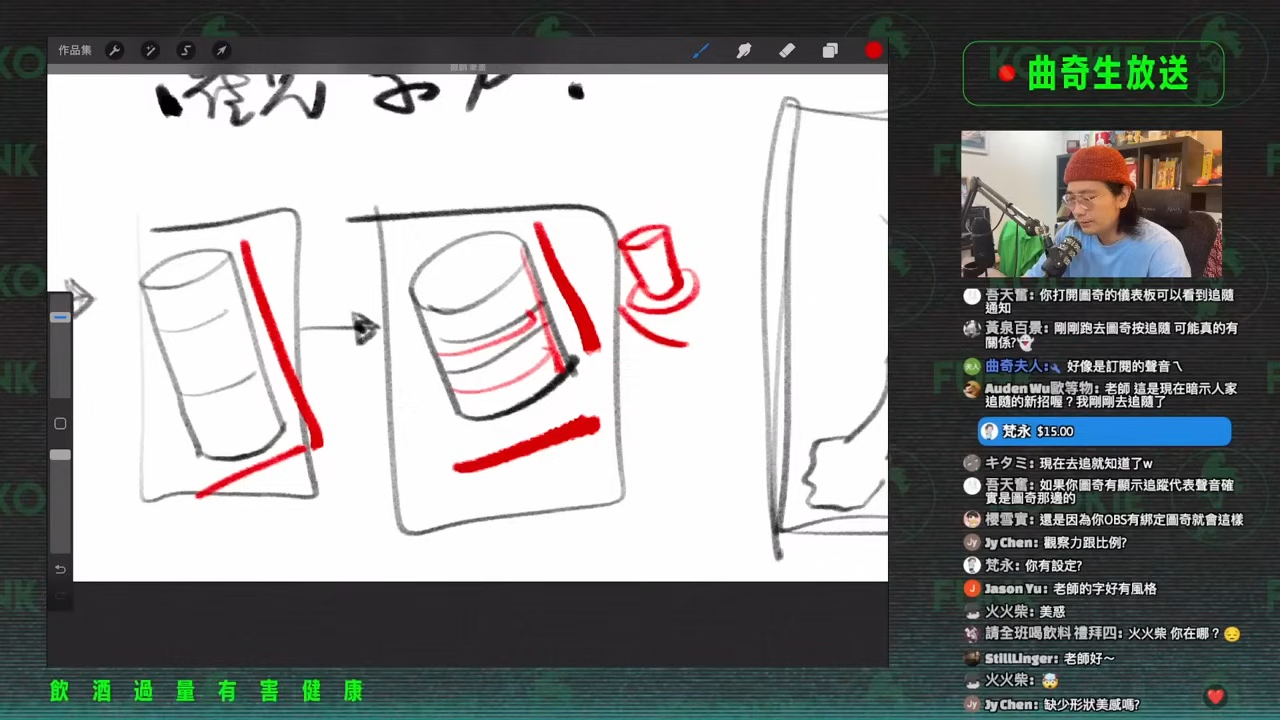 作品集
曲奇生放送
吾天奮: 你打開圖奇的儀表板可以看到追隨
通知
黃泉百景: 剛剛跑去圖奇按追隨 可能真的有
關係?👻
曲奇夫人:🔧 好像是訂閱的聲音ㄟ
Auden Wu歐等物: 老師 這是現在暗示人家
追隨的新招喔？我剛剛去追隨了
梵永 $15.00
キタミ: 現在去追就知道了w
吾天奮: 如果你圖奇有顯示追蹤代表聲音確
實是圖奇那邊的
櫻雪實: 還是因為你OBS有綁定圖奇就會這樣
Jy Chen: 觀察力跟比例?
梵永: 你有設定?
Jason Yu: 老師的字好有風格
火火柴: 美惑
請全班喝飲料 禮拜四: 火火柴 你在哪？😔
StillLinger: 老師好～
火火柴: 🤯
Jy Chen: 缺少形狀美感嗎?
飲酒過量有害健康